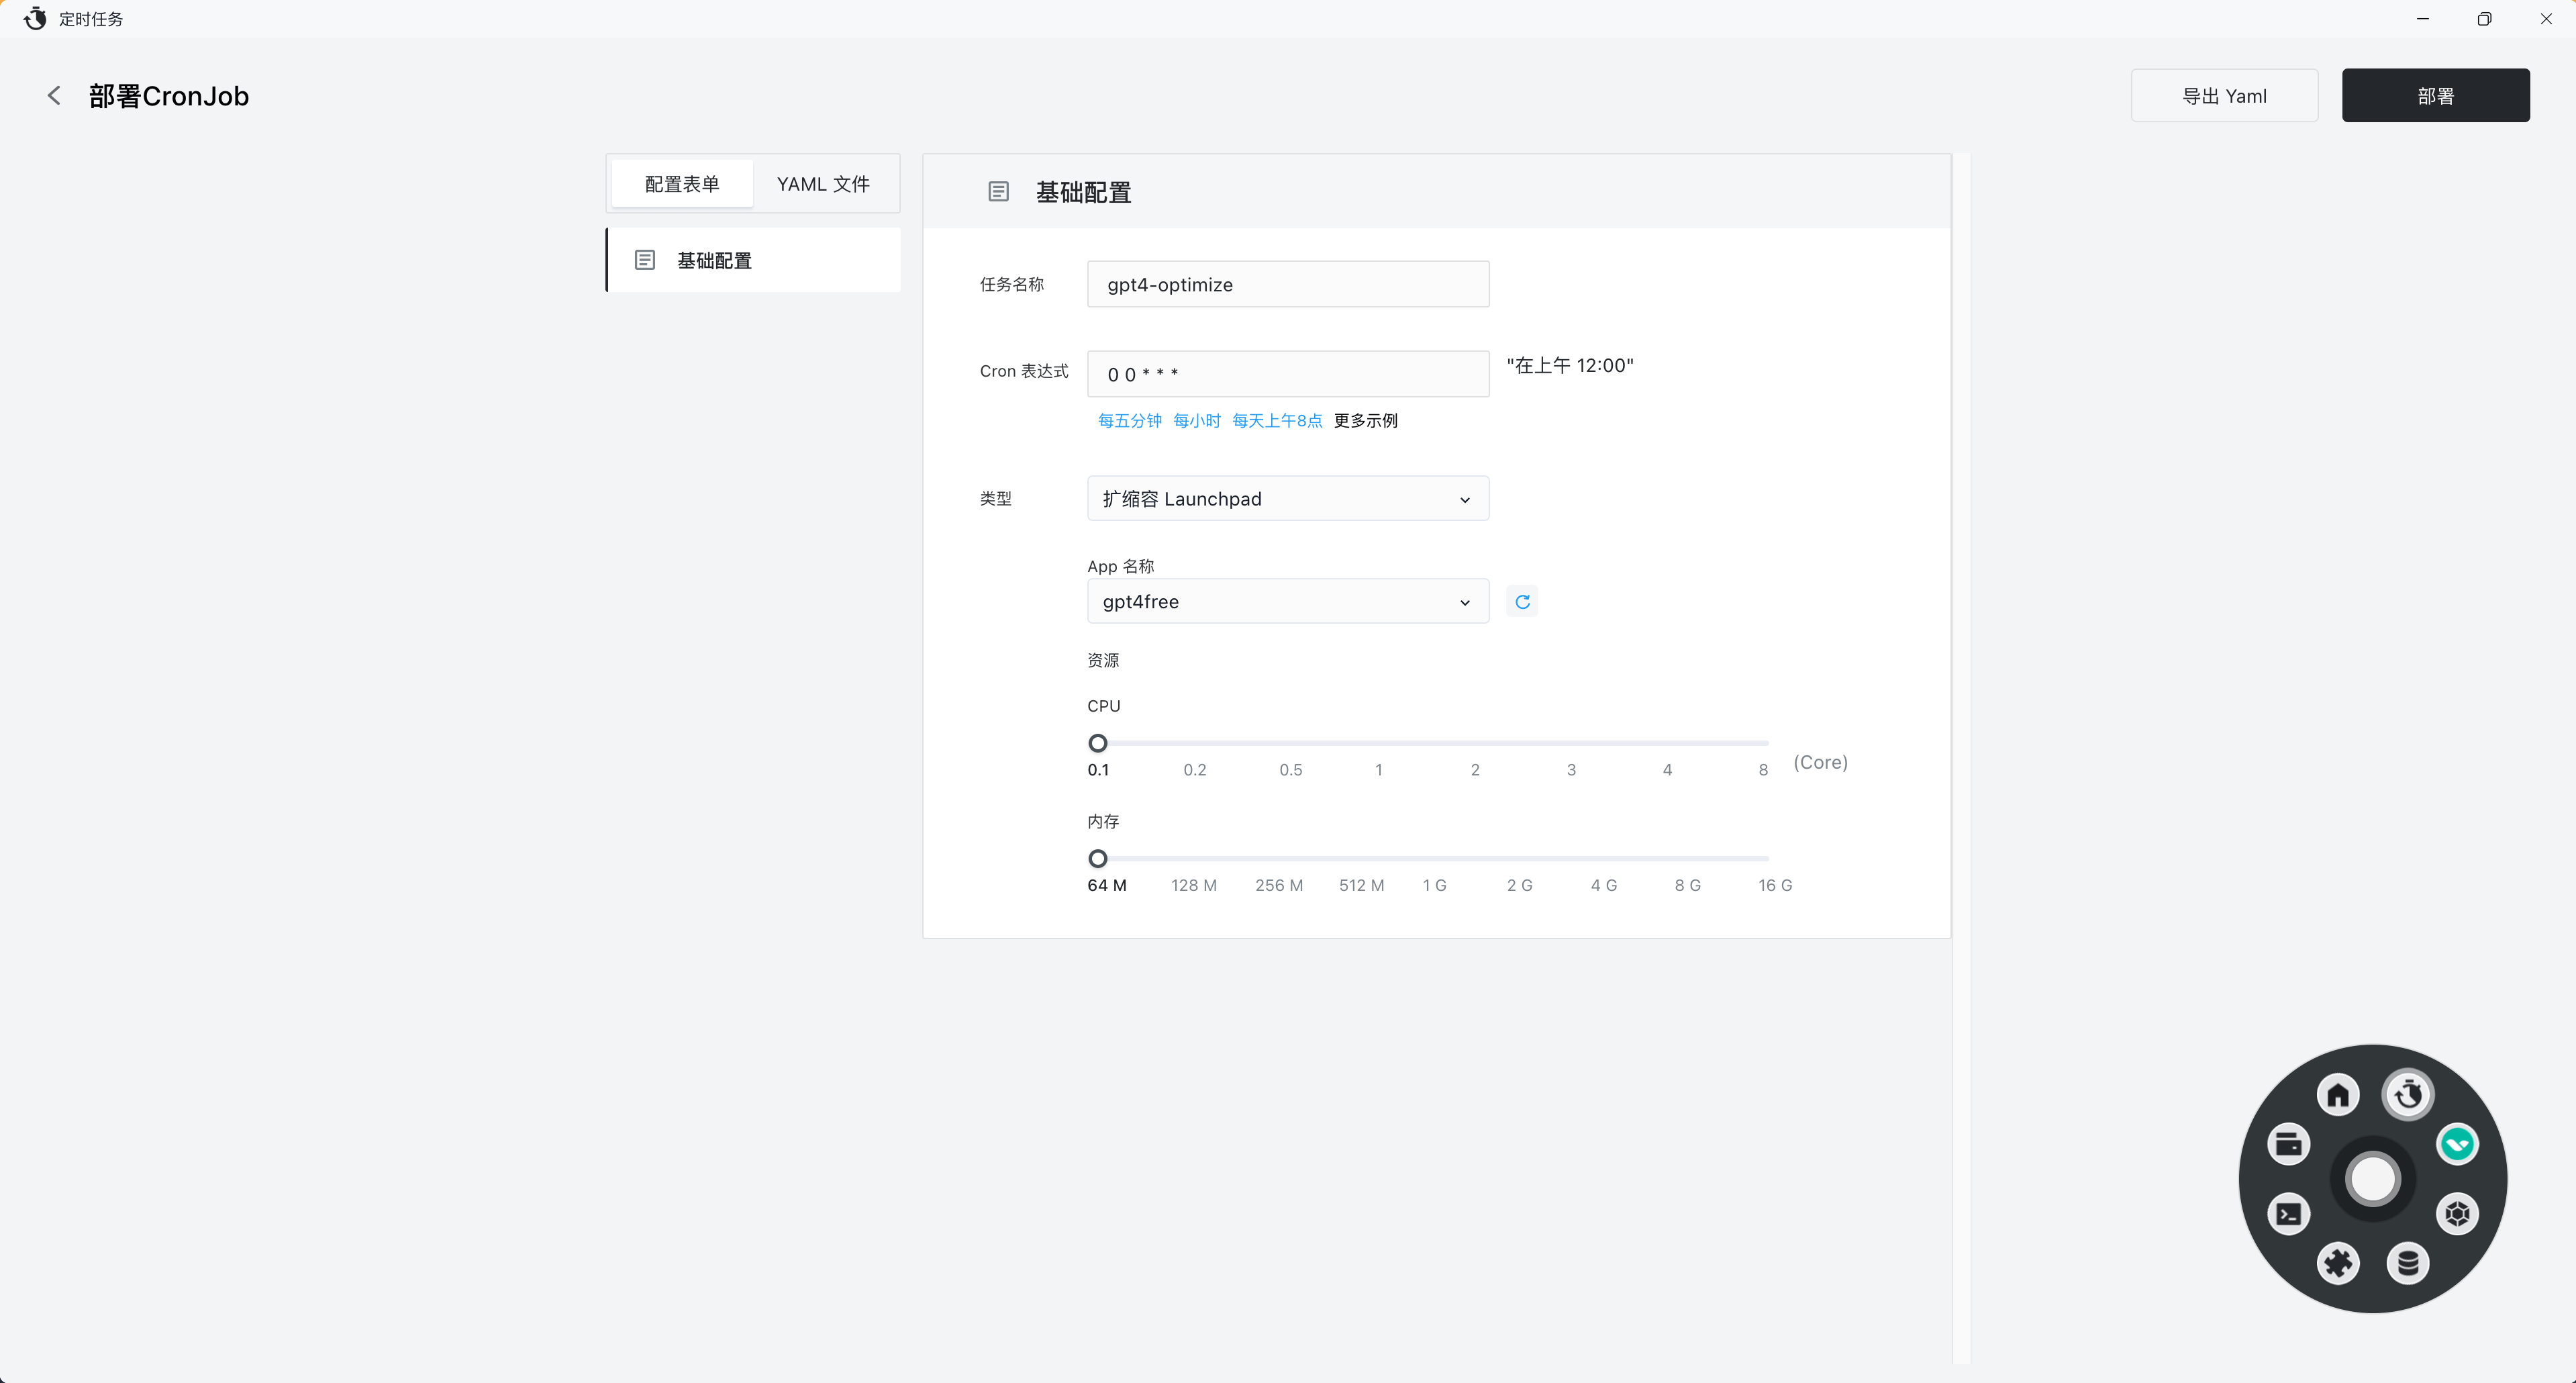 定时任务
部署CronJob
导出 Yaml
部署
配置表单
YAML 文件
基础配置
基础配置
任务名称
gpt4-optimize
Cron 表达式
0 0 * * *
"在上午 12:00"
每五分钟 每小时 每天上午8点 更多示例
类型
扩缩容 Launchpad
App 名称
gpt4free
资源
CPU
0.1 0.2 0.5 1 2 3 4 8 (Core)
内存
64 M 128 M 256 M 512 M 1 G 2 G 4 G 8 G 16 G